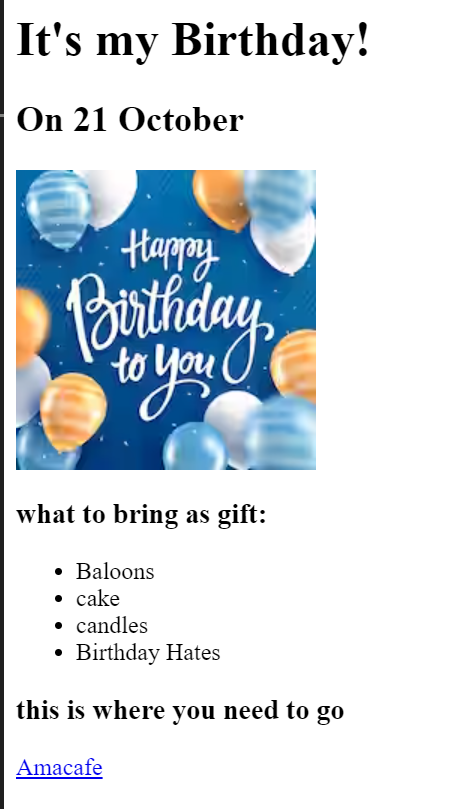 It's my Birthday!
On 21 October
Happy
Birthday
to you
what to bring as gift:
Baloons
cake
candles
Birthday Hates
this is where you need to go
Amacafe